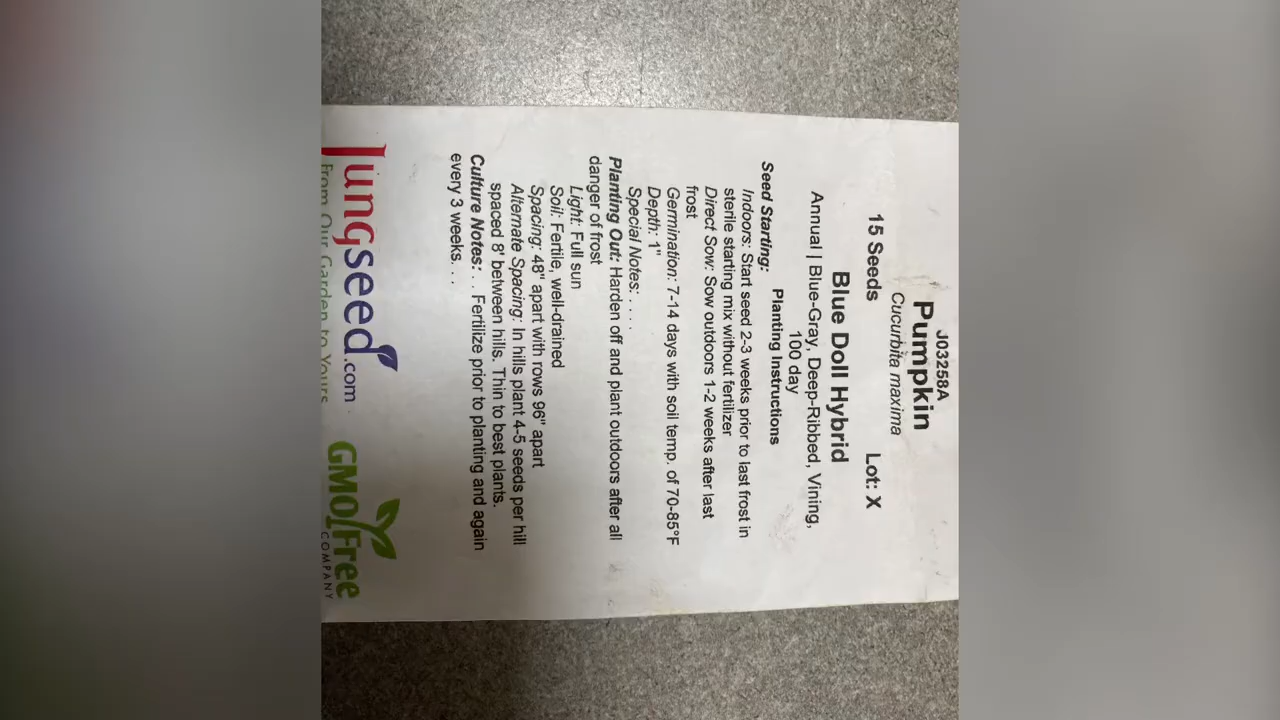 J03258A
Pumpkin
Cucurbita maxima
15 Seeds Lot: X
Blue Doll Hybrid
Annual | Blue-Gray, Deep-Ribbed, Vining,
100 day
Planting Instructions
Seed Starting:
Indoors: Start seed 2-3 weeks prior to last frost in
sterile starting mix without fertilizer
Direct Sow: Sow outdoors 1-2 weeks after last
frost
Germination: 7-14 days with soil temp. of 70-85°F
Depth: 1"
Special Notes: . . . .
Planting Out: Harden off and plant outdoors after all
danger of frost
Light: Full sun
Soil: Fertile, well-drained
Spacing: 48" apart with rows 96" apart
Alternate Spacing: In hills plant 4-5 seeds per hill
spaced 8' between hills. Thin to best plants.
Culture Notes: . . Fertilize prior to planting and again
every 3 weeks. . .
Jungseed.com
From Our Garden to Yours
GMO Free
COMPANY